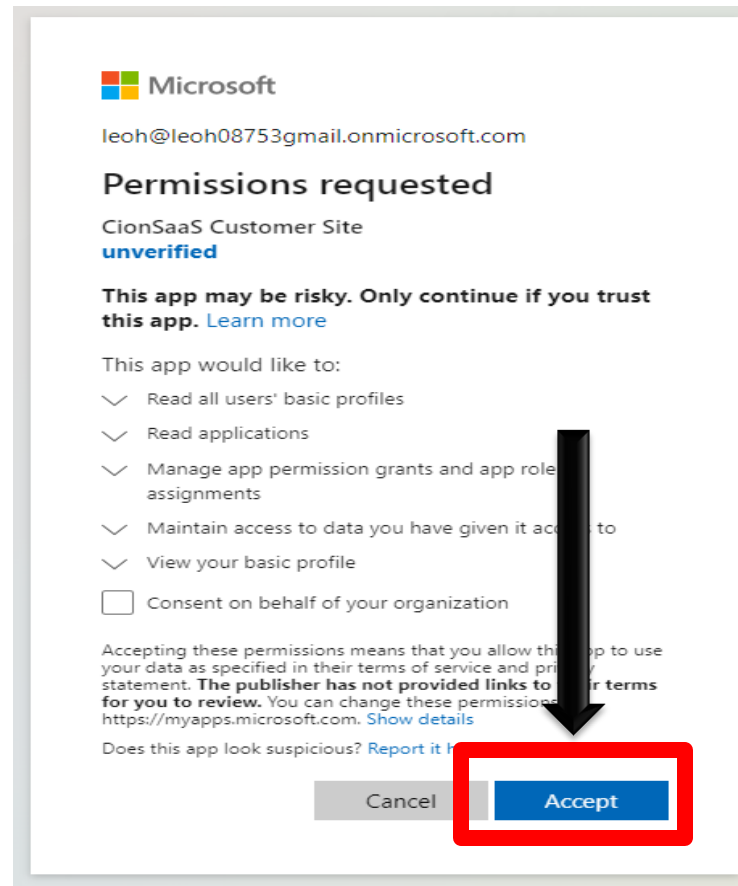 Microsoft
leoh@leoh08753gmail.onmicrosoft.com
Permissions requested
CionSaaS Customer Site
unverified
This app may be risky. Only continue if you trust
this app. Learn more
This app would like to:
Read all users' basic profiles
Read applications
Manage app permission grants and app role
assignments
Maintain access to data you have given it to
View your basic profile
Consent on behalf of your organization
Accepting these permissions means that you allow to use
your data as specified in their terms of service and
statement. The publisher has not provided links to terms
for you to review. You can change these permissions
https://myapps.microsoft.com. Show details
Does this app look suspicious? Report it
Cancel
Accept